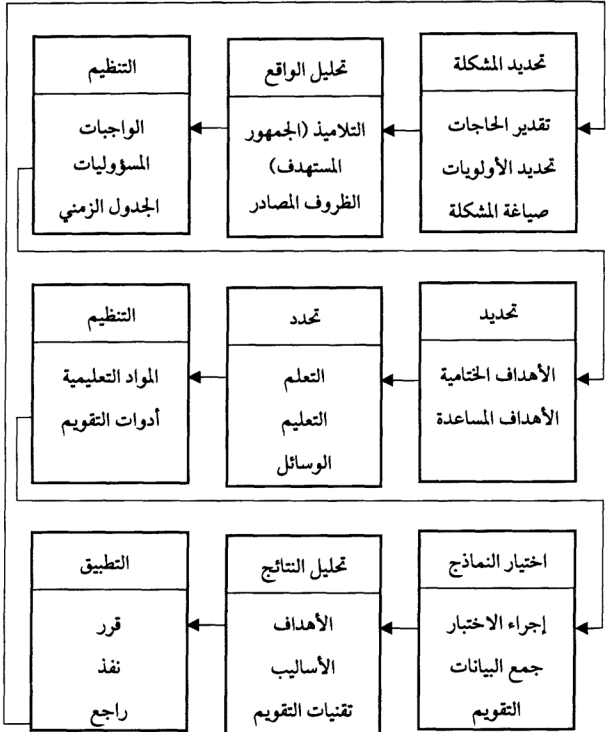 تحديد المشكلة
تقدير الحاجات
تحديد الأولويات
صياغة المشكلة
تحليل الواقع
التلاميذ (الجمهور
المستهدف)
الظروف المصادر
التنظيم
الواجبات
المسؤوليات
الجدول الزمني
تحديد
الأهداف الختامية
الأهداف المساعدة
تحدد
التعلم
التعليم
الوسائل
التنظيم
المواد التعليمية
أدوات التقويم
اختيار النماذج
إجراء الاختبار
جمع البيانات
التقويم
تحليل النتائج
الأهداف
الأساليب
تقنيات التقويم
التطبيق
قرر
نفذ
راجع